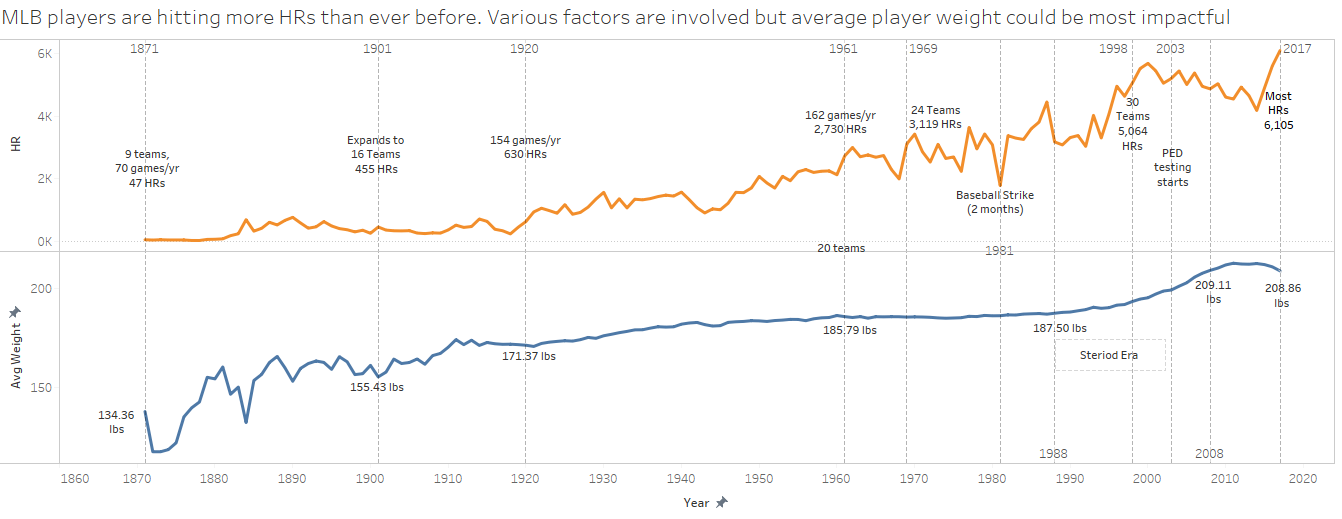 MLB players are hitting more HRs than ever before. Various factors are involved but average player weight could be most impactful
1871
1901
1920
1961
1969
1998
2003
2017
6K
4K
2K
0K
HR
9 teams,
70 games/yr
47 HRs
Expands to
16 Teams
455 HRs
154 games/yr
630 HRs
162 games/yr
2,730 HRs
24 Teams
3,119 HRs
Baseball Strike
(2 months)
30
Teams
5,064
HRs
PED
testing
starts
Most
HRs
6,105
20 teams
1981
200
150
Avg Weight
134.36
lbs
155.43 lbs
171.37 lbs
185.79 lbs
187.50 lbs
Steriod Era
209.11
lbs
208.86
lbs
1988
2008
1860
1870
1880
1890
1900
1910
1920
1930
1940
1950
1960
1970
1980
1990
2000
2010
2020
Year